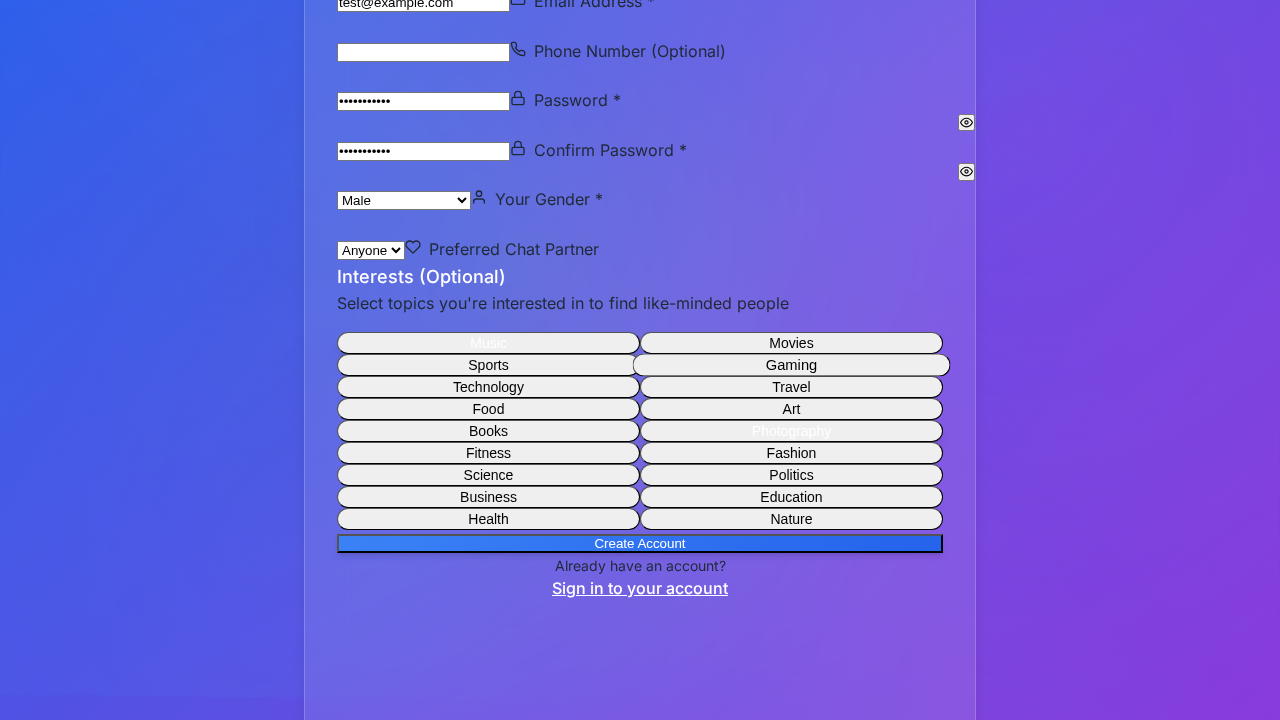 test@example.com Email Address *
Phone Number (Optional)
••••••••••• Password *
••••••••••• Confirm Password *
Male Your Gender *
Anyone Preferred Chat Partner
Interests (Optional)
Select topics you're interested in to find like-minded people
Music Movies
Sports Gaming
Technology Travel
Food Art
Books Photography
Fitness Fashion
Science Politics
Business Education
Health Nature
Create Account
Already have an account?
Sign in to your account